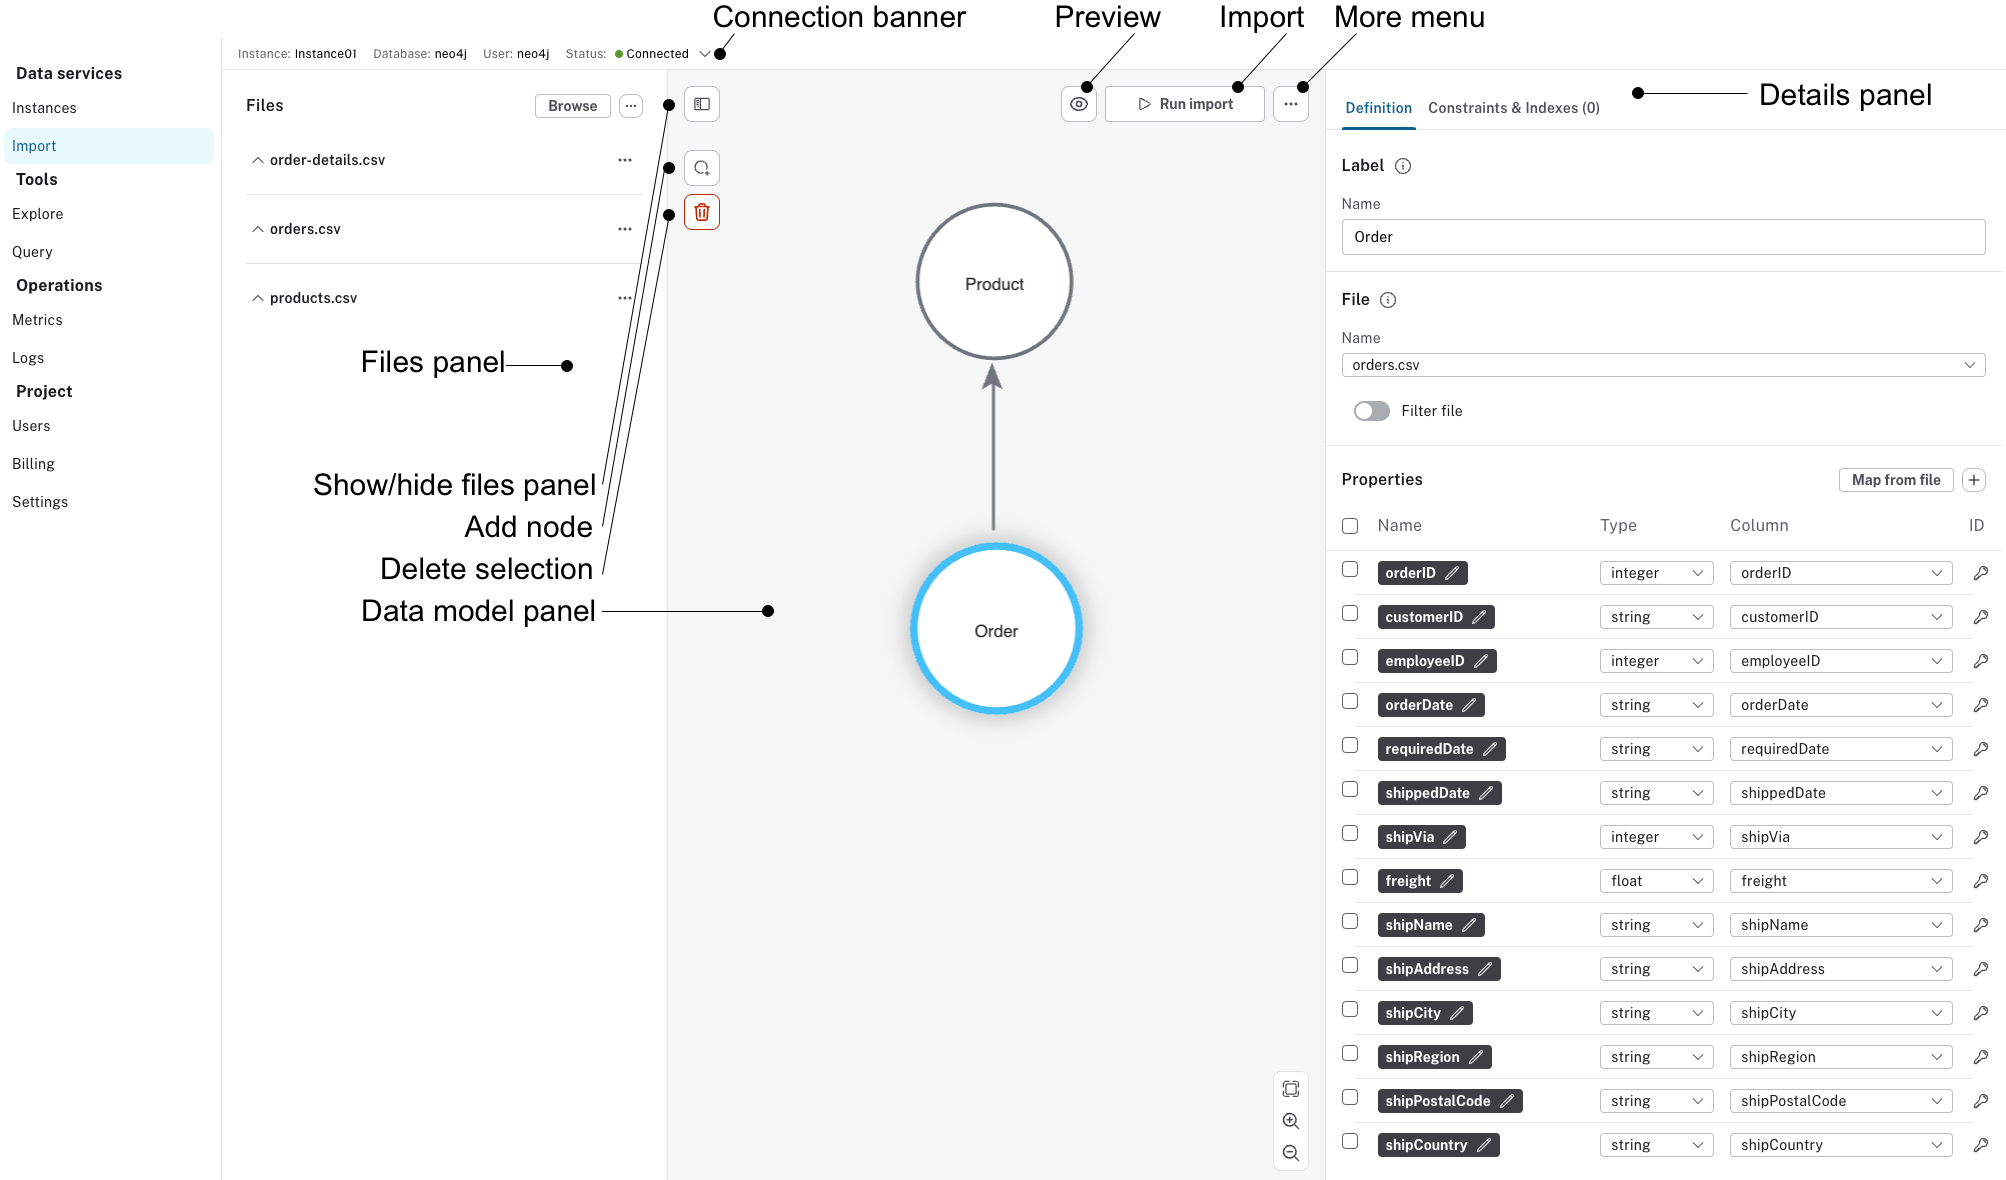 Connection banner
Preview
Import
More menu
Instance: Instance01 Database: neo4j User: neo4j Status: Connected
Data services
Instances
Import
Tools
Explore
Query
Operations
Metrics
Logs
Project
Users
Billing
Settings
Files
Browse
order-details.csv
orders.csv
products.csv
Files panel
Show/hide files panel
Add node
Delete selection
Data model panel
Run import
Product
Order
Details panel
Definition Constraints & Indexes (0)
Label
Name
Order
File
Name
orders.csv
Filter file
Properties Map from file
Name Type Column ID
orderID integer orderID
customerID string customerID
employeeID integer employeeID
orderDate string orderDate
requiredDate string requiredDate
shippedDate string shippedDate
shipVia integer shipVia
freight float freight
shipName string shipName
shipAddress string shipAddress
shipCity string shipCity
shipRegion string shipRegion
shipPostalCode string shipPostalCode
shipCountry string shipCountry